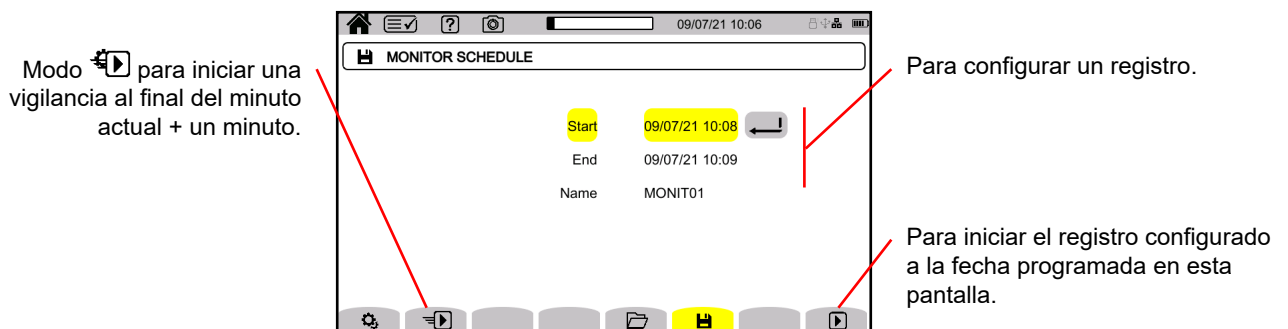 09/07/21 10:06
MONITOR SCHEDULE
Modo para iniciar una
vigilancia al final del minuto
actual + un minuto.
Para configurar un registro.
Start 09/07/21 10:08
End 09/07/21 10:09
Name MONIT01
Para iniciar el registro configurado
a la fecha programada en esta
pantalla.